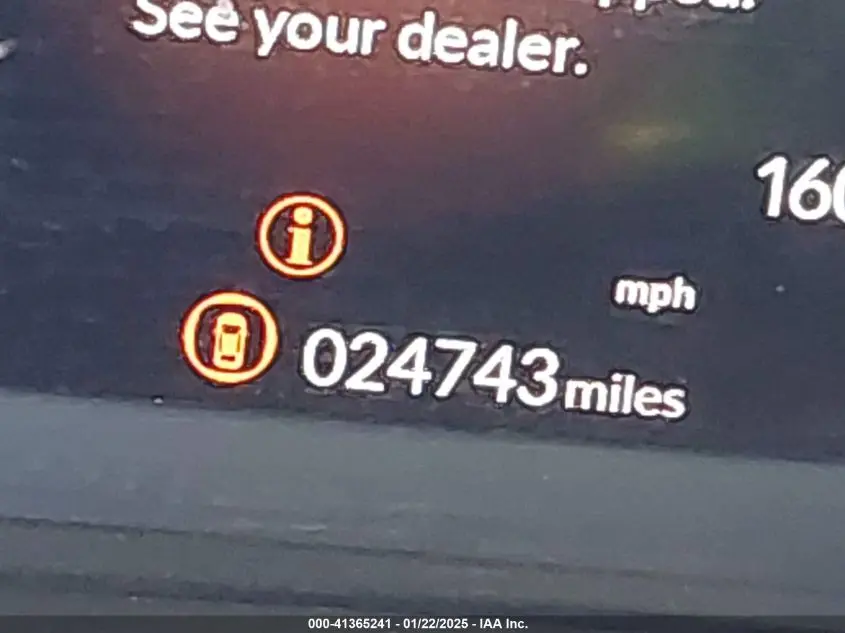 See your dealer.
160
mph
024743 miles
000-41365241 - 01/22/2025 - IAA Inc.